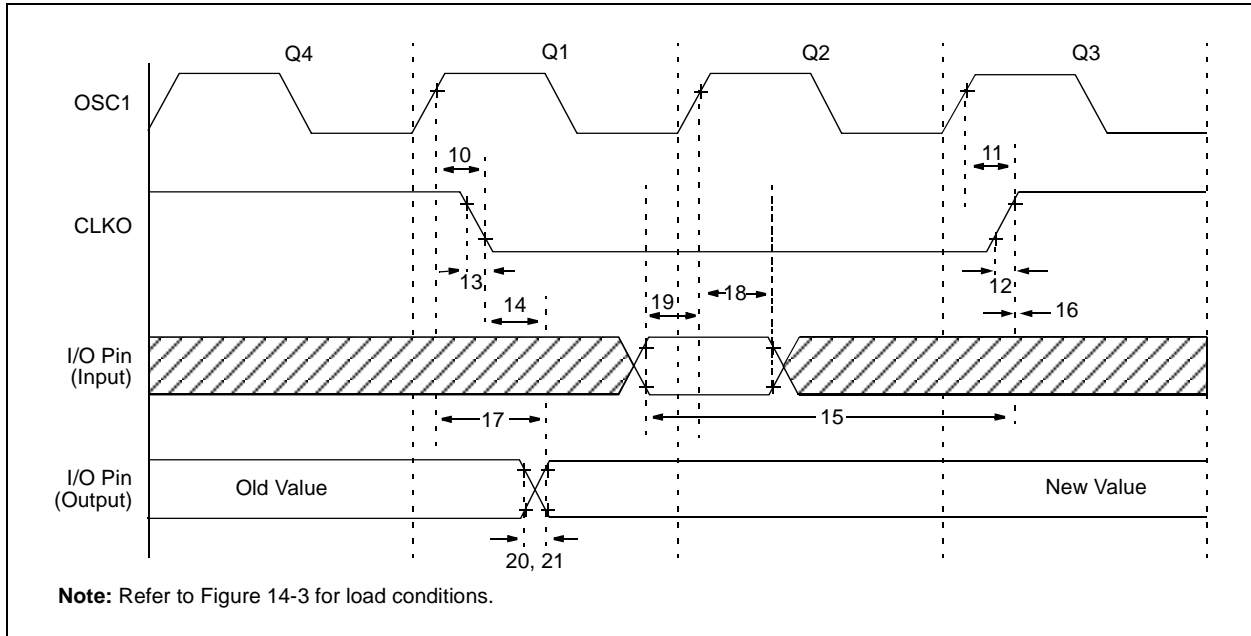 Q4 Q1 Q2 Q3
OSC1
10 11
CLKO
13 12
14 19 18 16
I/O Pin
(Input)
17 15
I/O Pin
(Output)
Old Value New Value
20, 21
Note: Refer to Figure 14-3 for load conditions.